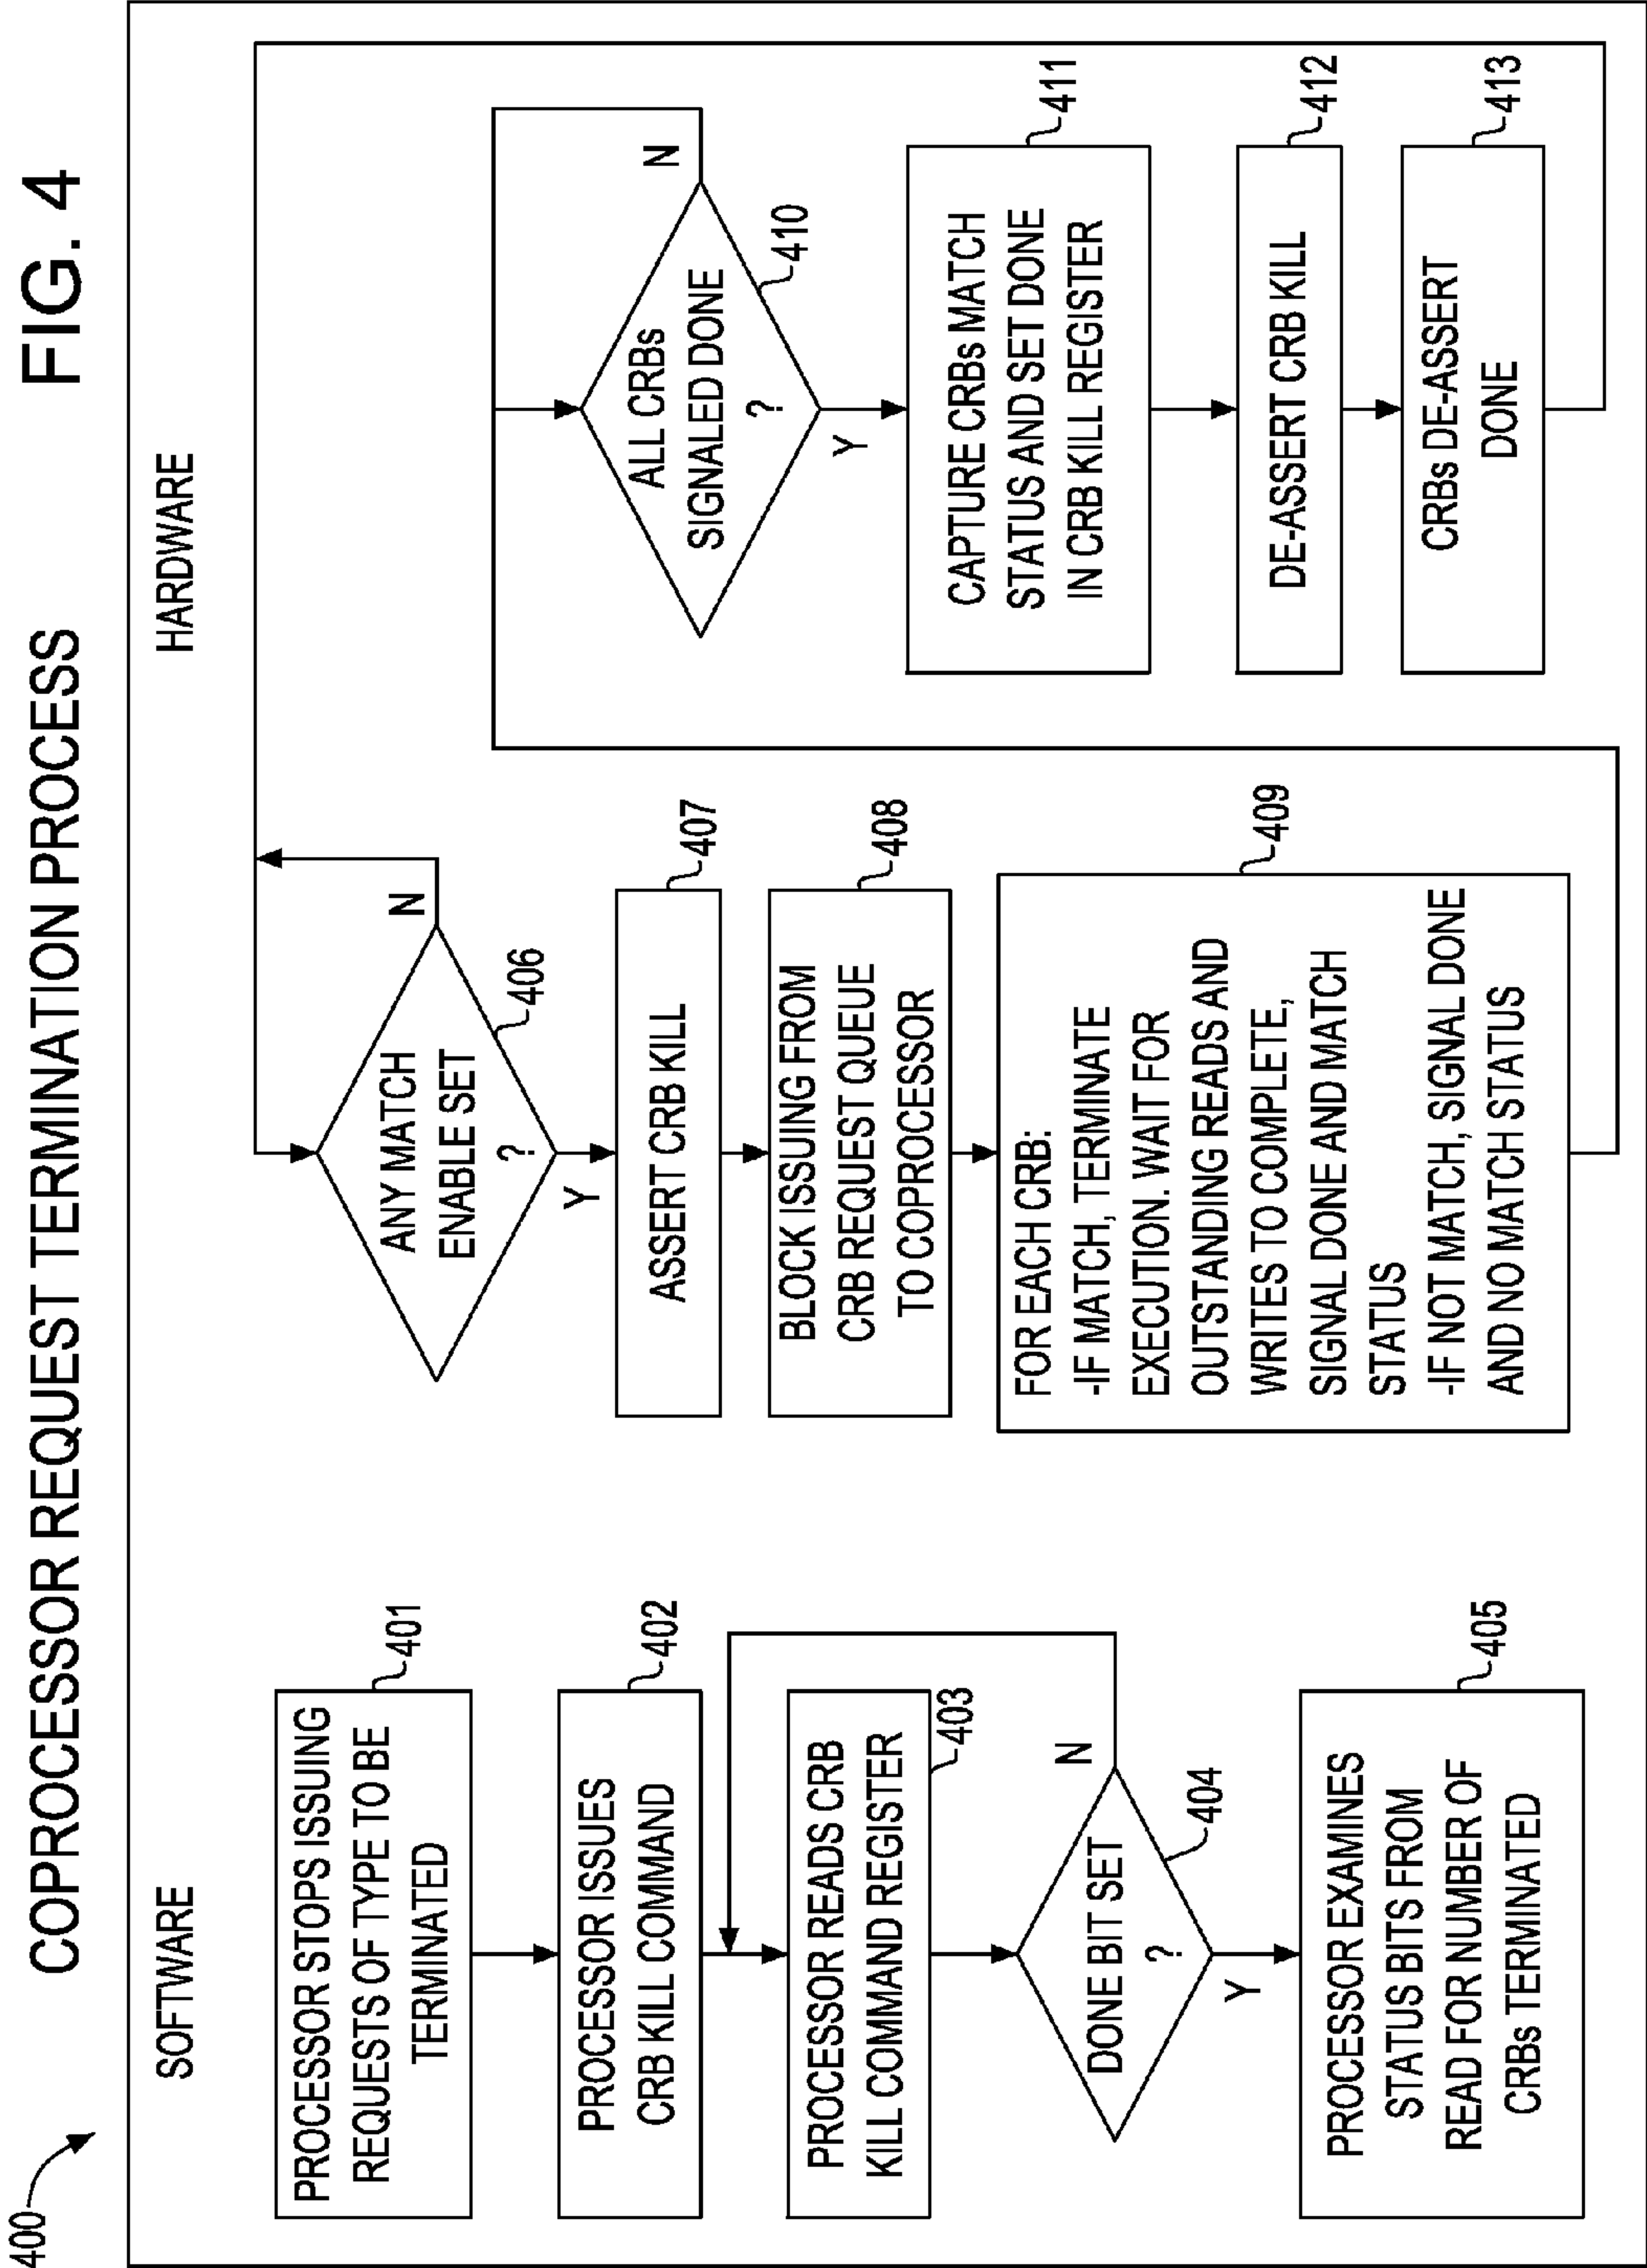 400
COPROCESSOR REQUEST TERMINATION PROCESS
FIG. 4
SOFTWARE
PROCESSOR STOPS ISSUING
REQUESTS OF TYPE TO BE
TERMINATED
401
PROCESSOR ISSUES
CRB KILL COMMAND
402
PROCESSOR READS CRB
KILL COMMAND REGISTER
403
DONE BIT SET
?
404
N
Y
PROCESSOR EXAMINES
STATUS BITS FROM
READ FOR NUMBER OF
CRBs TERMINATED
405
HARDWARE
ANY MATCH
ENABLE SET
?
406
N
Y
ASSERT CRB KILL
407
BLOCK ISSUING FROM
CRB REQUEST QUEUE
TO COPROCESSOR
408
FOR EACH CRB:
-IF MATCH, TERMINATE
EXECUTION. WAIT FOR
OUTSTANDING READS AND
WRITES TO COMPLETE,
SIGNAL DONE AND MATCH
STATUS
-IF NOT MATCH, SIGNAL DONE
AND NO MATCH STATUS
409
ALL CRBs
SIGNALED DONE
?
410
N
Y
CAPTURE CRBs MATCH
STATUS AND SET DONE
IN CRB KILL REGISTER
411
DE-ASSERT CRB KILL
412
CRBs DE-ASSERT
DONE
413